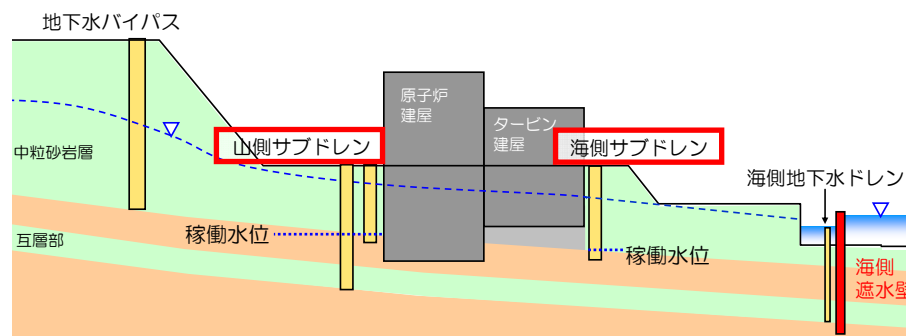 地下水バイパス
原子炉
建屋
タービン
建屋
山側サブドレン
海側サブドレン
中粒砂岩層
海側地下水ドレン
互層部
稼働水位
稼働水位
海側
遮水壁